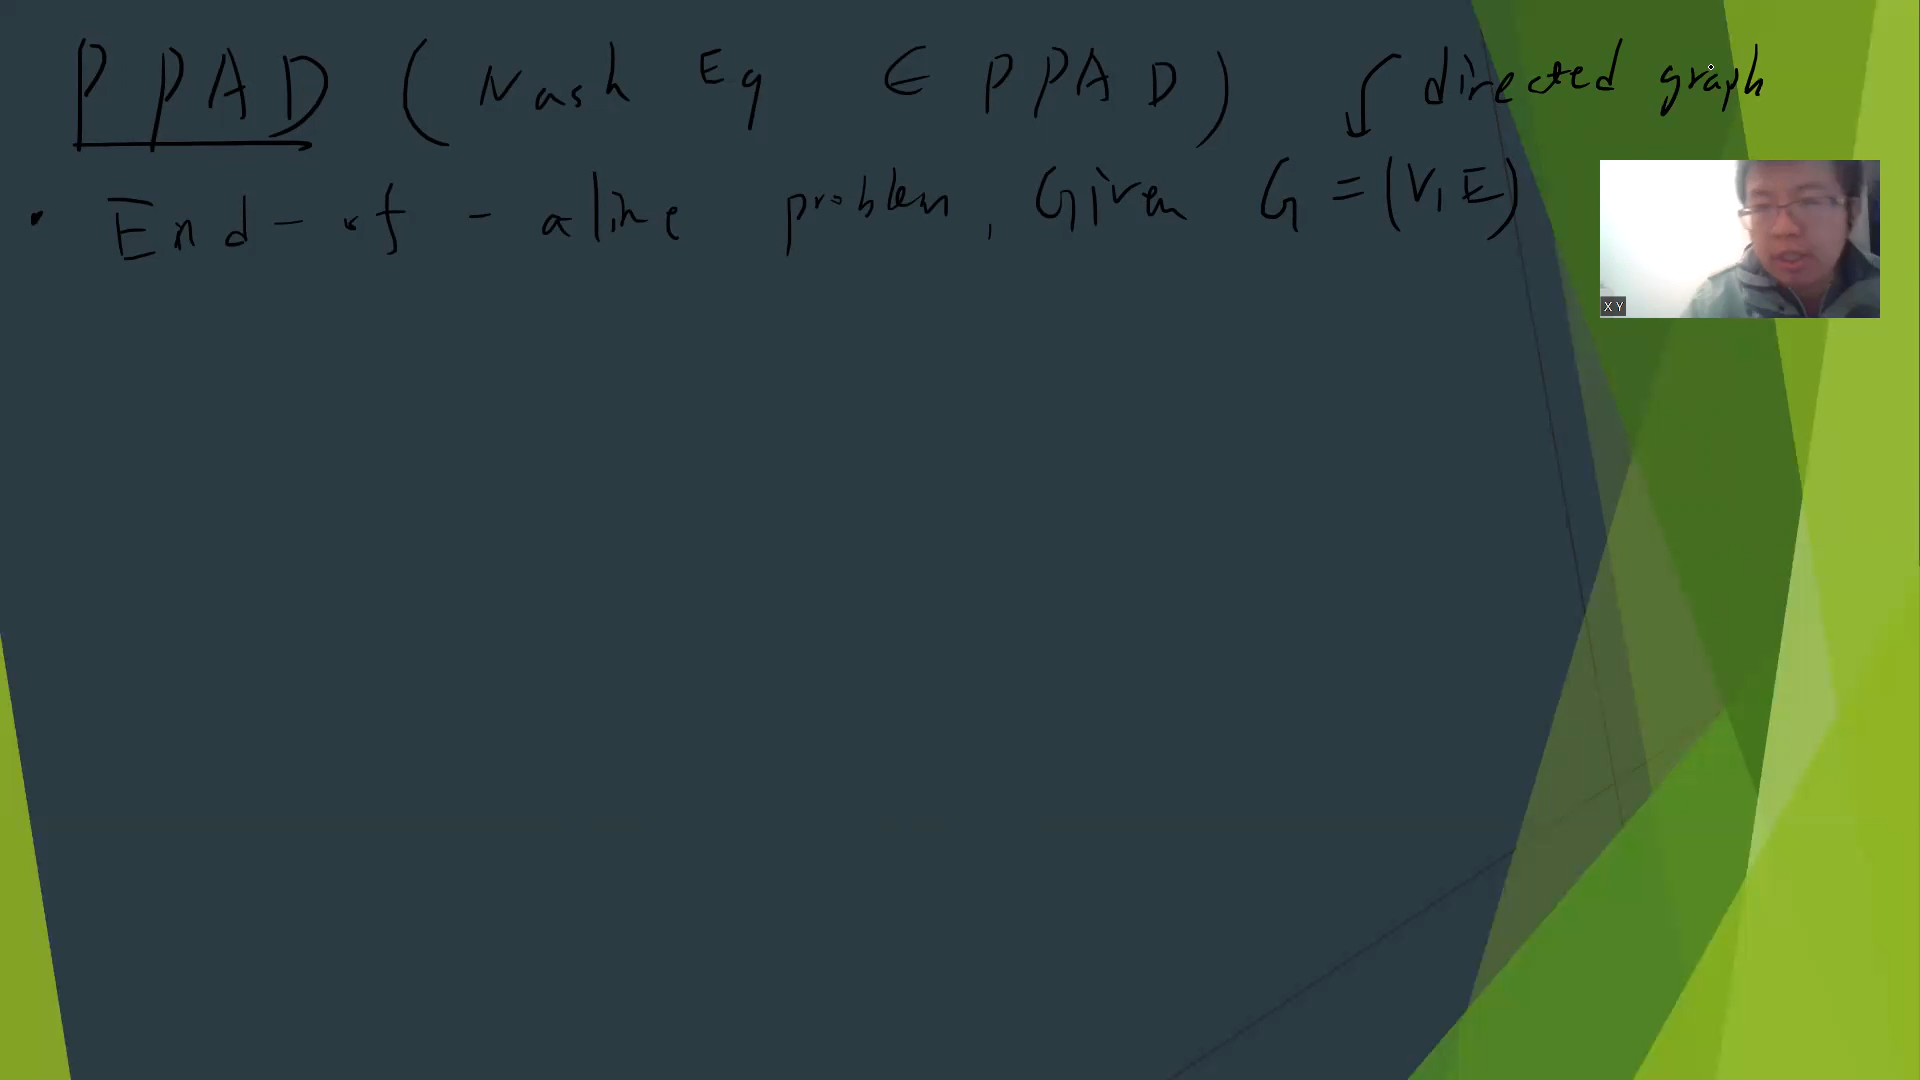 PPAD (Nash Eq ∈ PPAD) directed graph
• End-of-aline problem, Given G = (V, E)
X Y